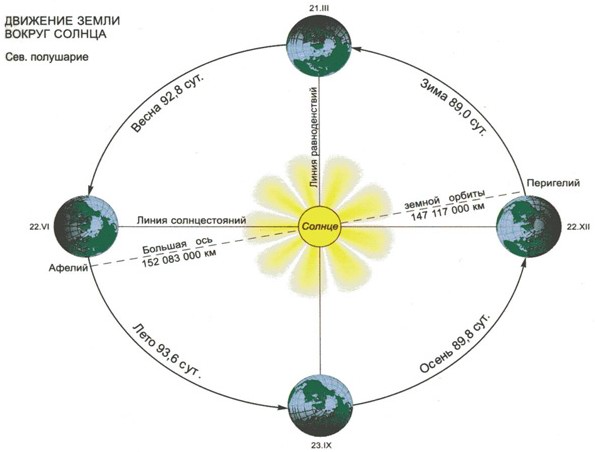 ДВИЖЕНИЕ ЗЕМЛИ
ВОКРУГ СОЛНЦА
Сев. полушарие
21.III
Весна 92,8 сут.
Зима 89,0 сут.
Линия равноденствий
Перигелий
земной орбиты
147 117 000 км
22.VI
Линия солнцестояний
Солнце
22.XII
Большая ось
152 083 000 км
Афелий
Лето 93,6 сут.
Осень 89,8 сут.
23.IX